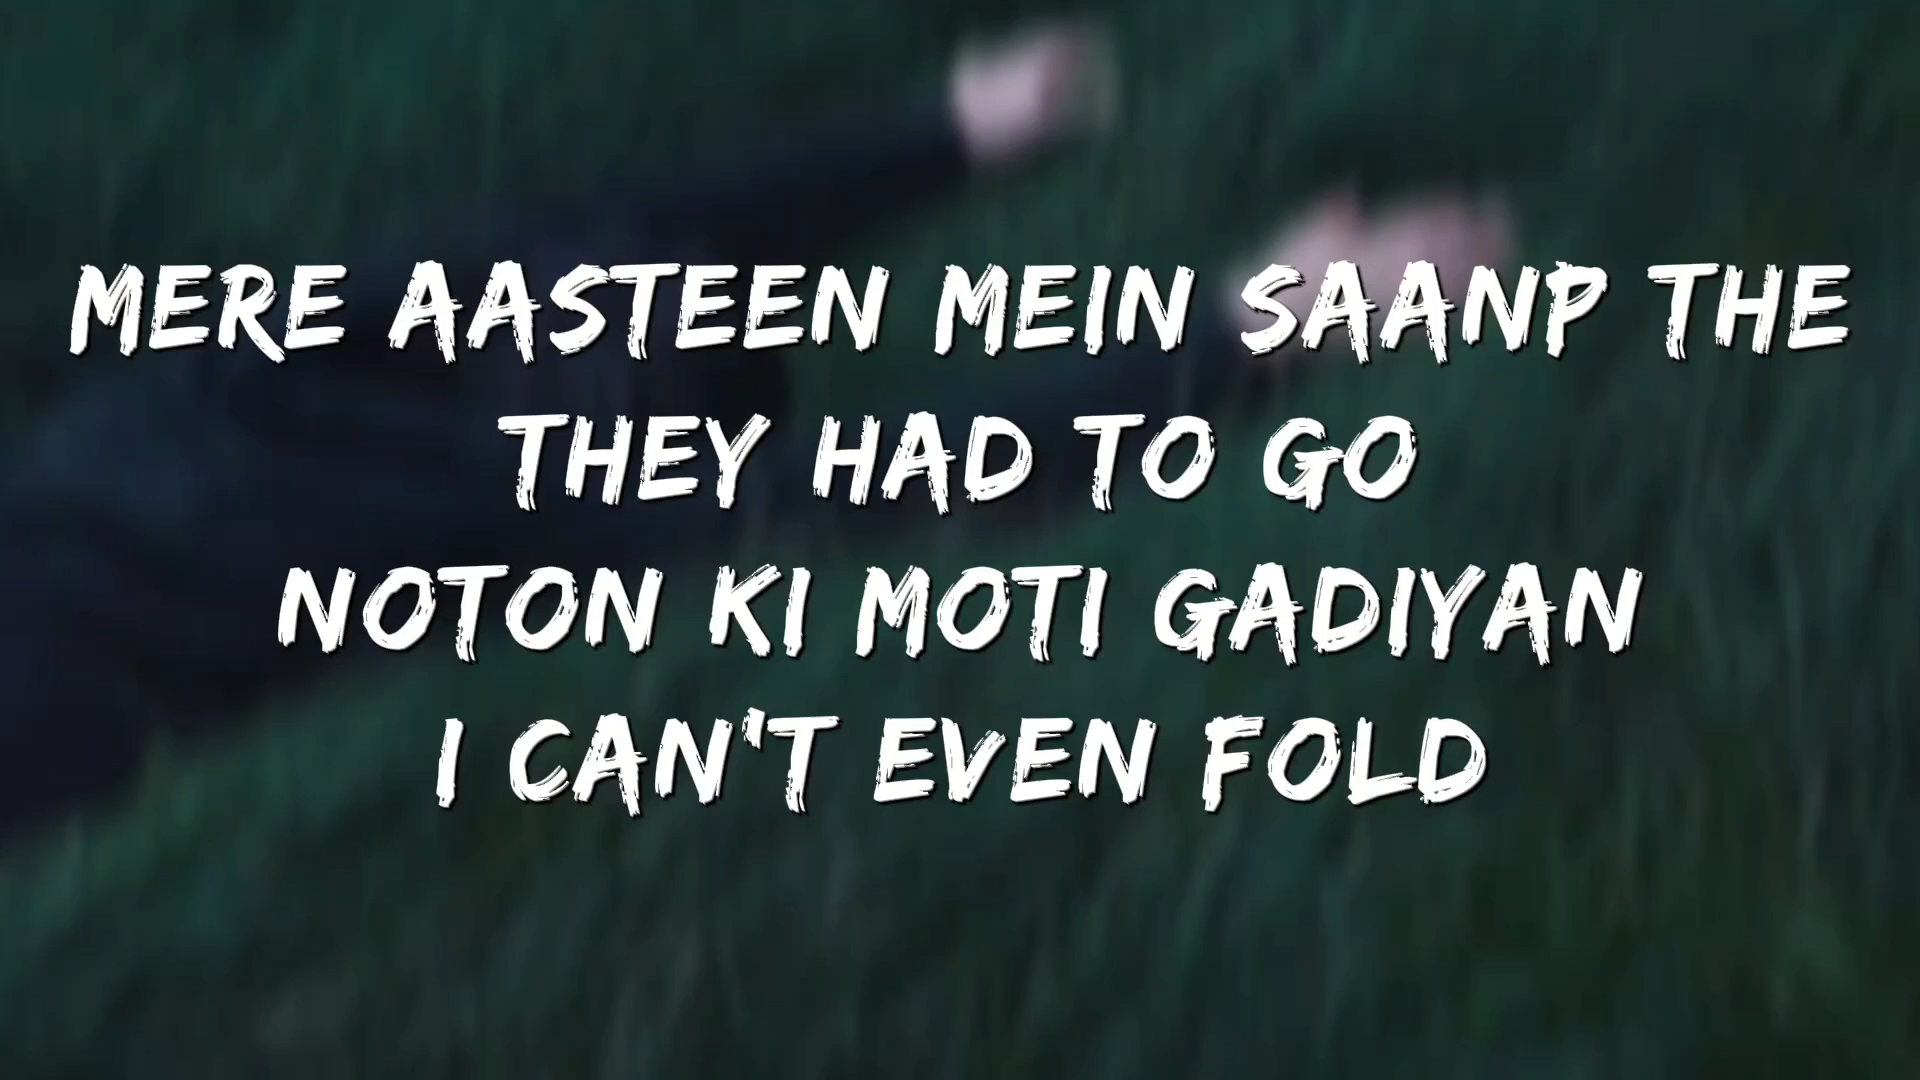 MERE AASTEEN MEIN SAANP THE
THEY HAD TO GO
NOTON KI MOTI GADIYAN
I CAN'T EVEN FOLD